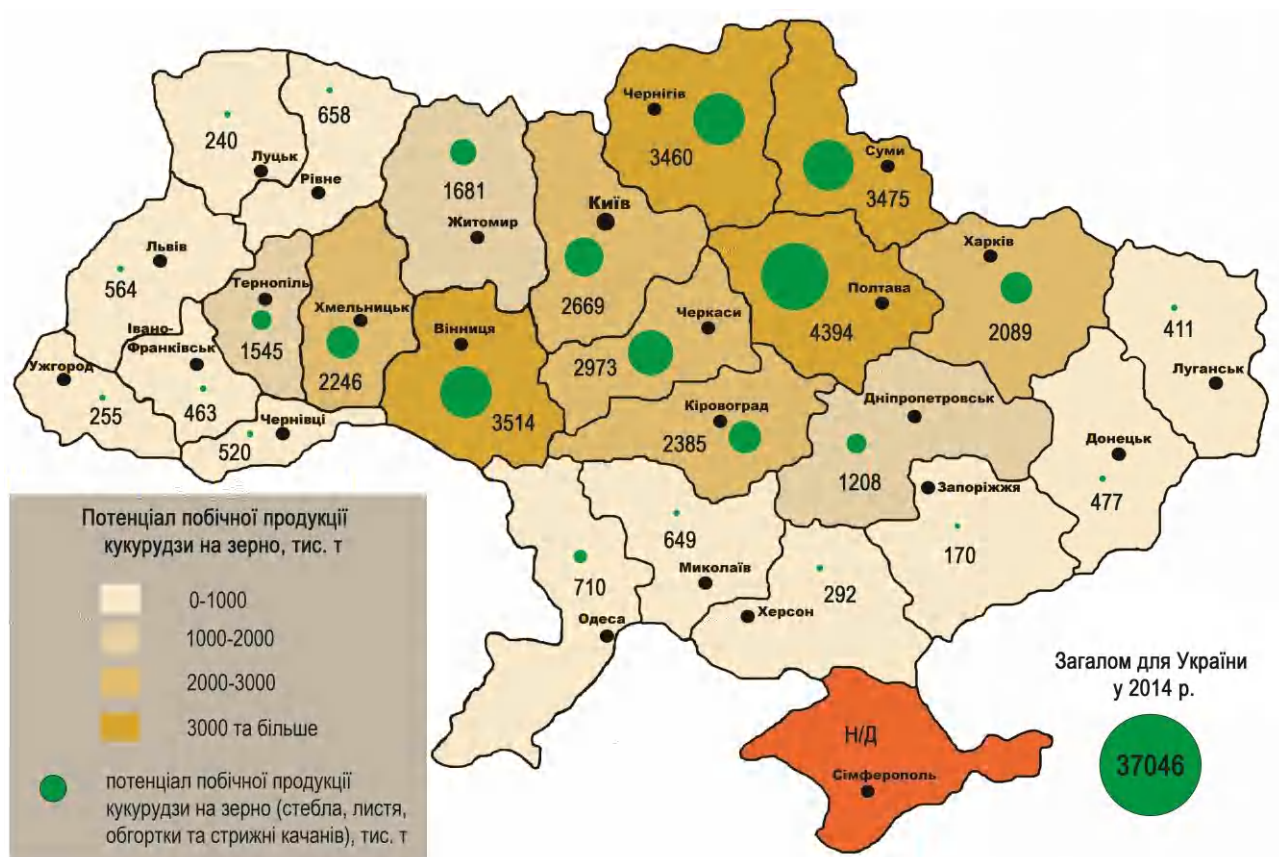 Чернігів
3460
658
240
Луцьк
Рівне
1681
Житомир
Київ
2669
Суми
3475
Харків
2089
Львів
564
Тернопіль
1545
Хмельницьк
2246
Вінниця
3514
Черкаси
2973
Полтава
4394
411
Луганськ
Івано-
Франківськ
463
Ужгород
255
Чернівці
520
Кіровоград
2385
Дніпропетровськ
1208
Донецьк
477
Запоріжжя
170
649
Миколаїв
710
Одеса
292
Херсон
Н/Д
Сімферополь
Потенціал побічної продукції
кукурудзи на зерно, тис. т
0-1000
1000-2000
2000-3000
3000 та більше
потенціал побічної продукції
кукурудзи на зерно (стебла, листя,
обгортки та стрижні качанів), тис. т
Загалом для України
у 2014 р.
37046